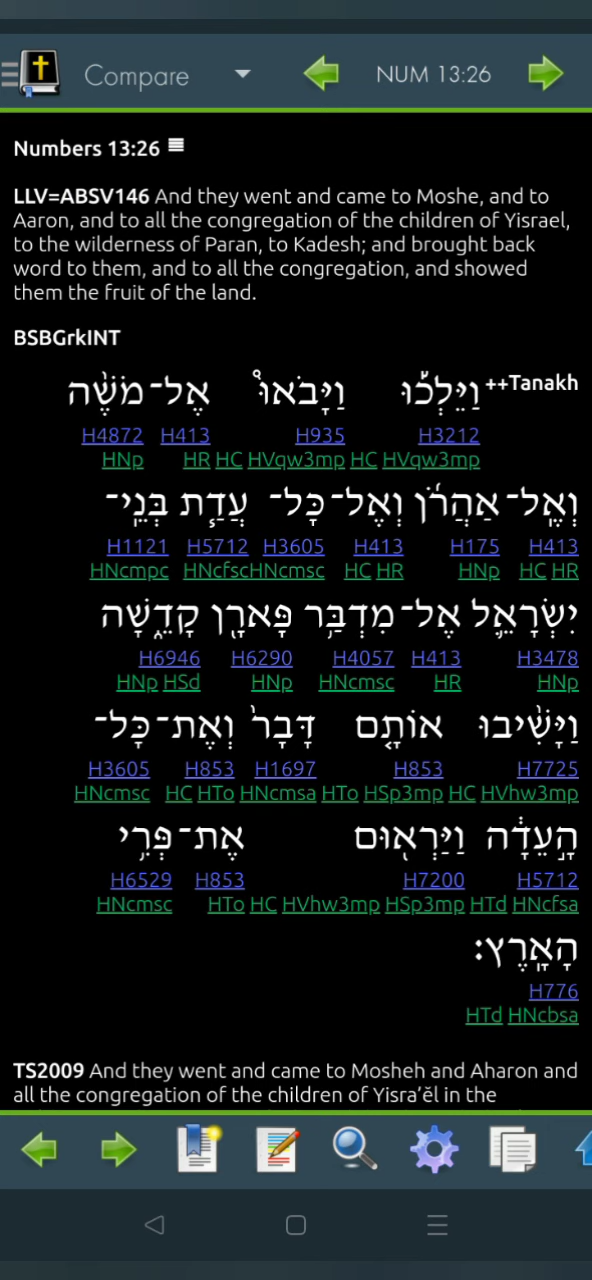 Compare
NUM 13:26
Numbers 13:26
LLV=ABSV146 And they went and came to Moshe, and to
Aaron, and to all the congregation of the children of Yisrael,
to the wilderness of Paran, to Kadesh; and brought back
word to them, and to all the congregation, and showed
them the fruit of the land.
BSBGrkINT
++Tanakh וַיֵּלְכ֡וּ וַיָּבֹאוּ֩ אֶל־מֹשֶׁ֨ה
H4872 H413 H935 H3212
HNp HR HC HVqw3mp HC HVqw3mp
וְאֶֽל־אַהֲרֹ֜ן וְאֶל־כָּל־ עֲדַ֧ת בְּנֵֽי־
H1121 H5712 H3605 H413 H175 H413
HNcmpc HNcfscHNcmsc HC HR HNp HC HR
יִשְׂרָאֵ֛ל אֶל־מִדְבַּ֥ר פָּארָ֖ן קָדֵ֑שָׁה
H6946 H6290 H4057 H413 H3478
HNp HSd HNp HNcmsc HR HNp
וַיָּשִׁ֨יבוּ אוֹתָ֤ם דָּבָר֙ וְאֶת־כָּל־
H3605 H853 H1697 H853 H7725
HNcmsc HC HTo HNcmsa HTo HSp3mp HC HVhw3mp
הָ֣עֵדָ֔ה וַיַּרְא֖וּם אֶת־פְּרִ֥י
H6529 H853 H7200 H5712
HNcmsc HTo HC HVhw3mp HSp3mp HTd HNcfsa
הָאָֽרֶץ׃
H776
HTd HNcbsa
TS2009 And they went and came to Mosheh and Aharon and
all the congregation of the children of Yisra’ĕl in the